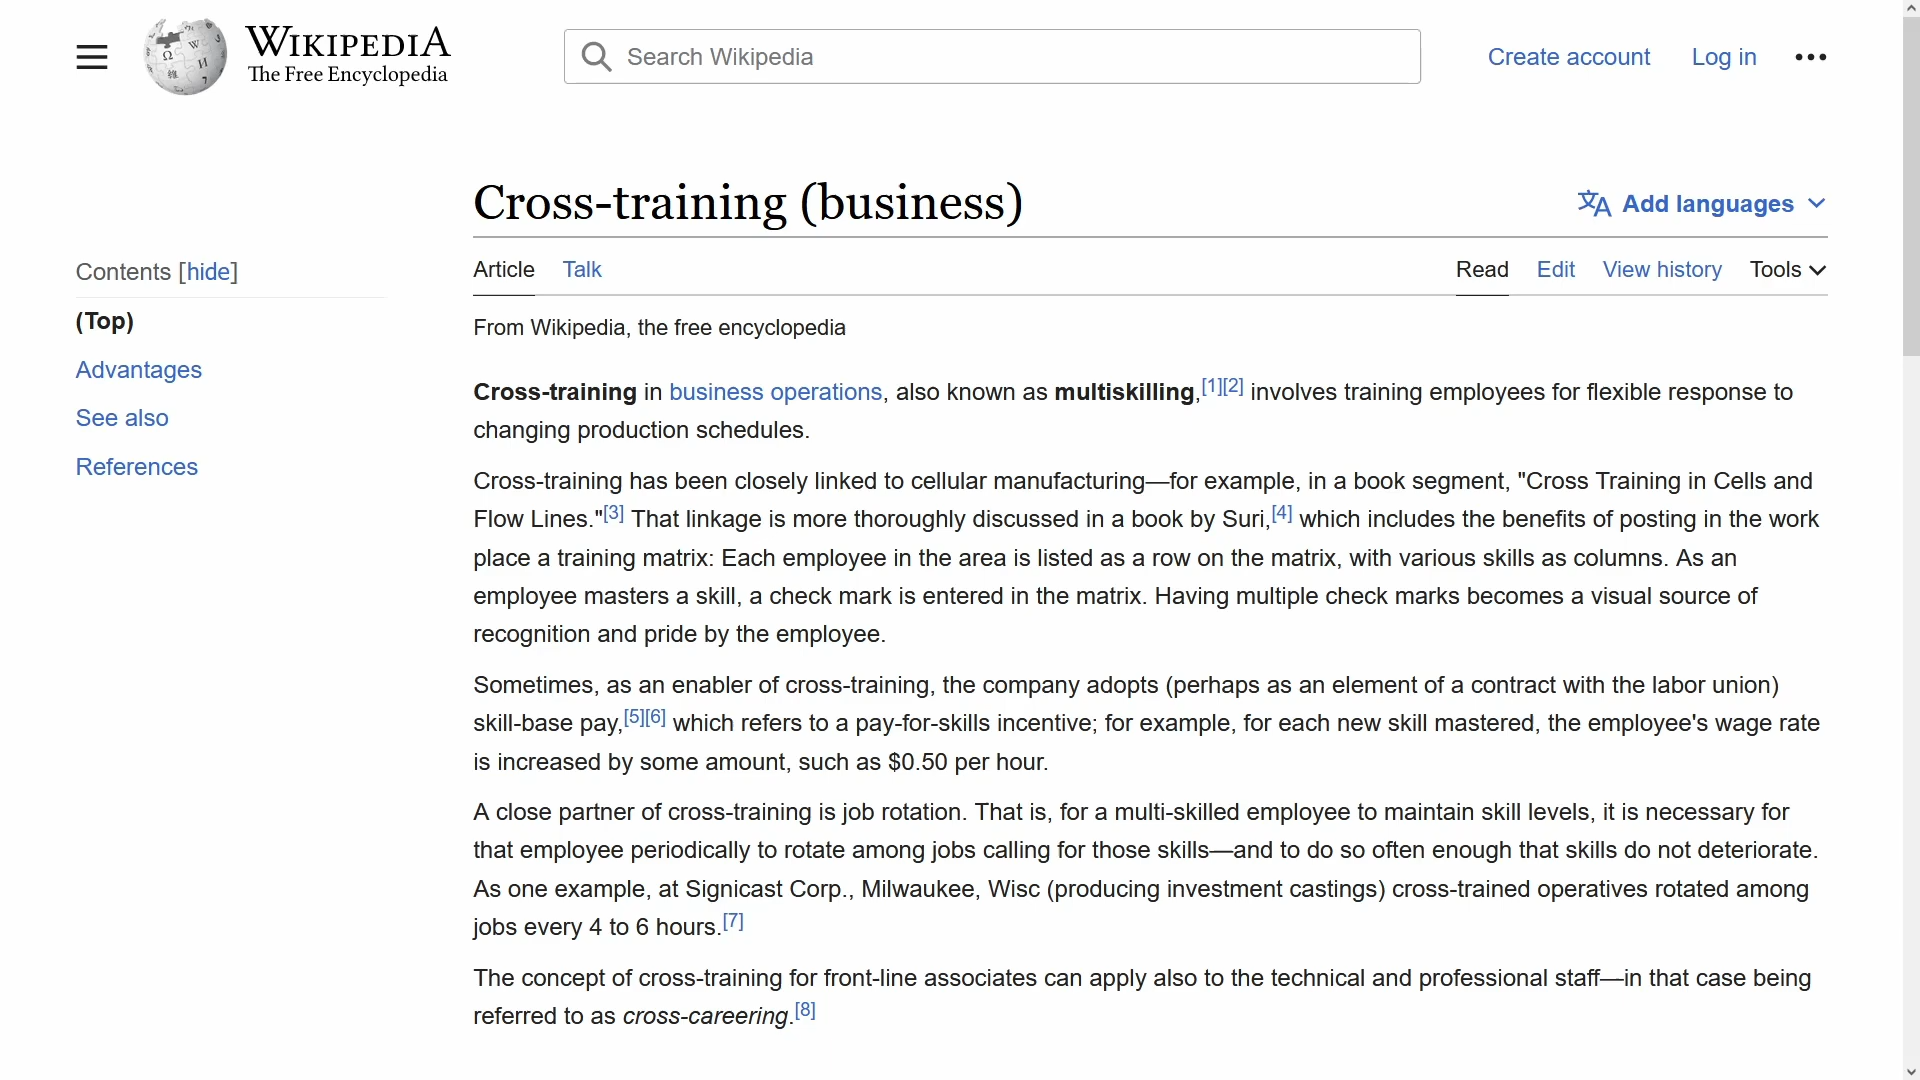 WIKIPEDIA
The Free Encyclopedia
Search Wikipedia
Create account
Log in
Cross-training (business)
Add languages
Contents [hide]
(Top)
Advantages
See also
References
Article
Talk
Read
Edit
View history
Tools
From Wikipedia, the free encyclopedia
Cross-training in business operations, also known as multiskilling,[1][2] involves training employees for flexible response to
changing production schedules.
Cross-training has been closely linked to cellular manufacturing—for example, in a book segment, "Cross Training in Cells and
Flow Lines."[3] That linkage is more thoroughly discussed in a book by Suri,[4] which includes the benefits of posting in the work
place a training matrix: Each employee in the area is listed as a row on the matrix, with various skills as columns. As an
employee masters a skill, a check mark is entered in the matrix. Having multiple check marks becomes a visual source of
recognition and pride by the employee.
Sometimes, as an enabler of cross-training, the company adopts (perhaps as an element of a contract with the labor union)
skill-base pay,[5][6] which refers to a pay-for-skills incentive; for example, for each new skill mastered, the employee's wage rate
is increased by some amount, such as $0.50 per hour.
A close partner of cross-training is job rotation. That is, for a multi-skilled employee to maintain skill levels, it is necessary for
that employee periodically to rotate among jobs calling for those skills—and to do so often enough that skills do not deteriorate.
As one example, at Signicast Corp., Milwaukee, Wisc (producing investment castings) cross-trained operatives rotated among
jobs every 4 to 6 hours.[7]
The concept of cross-training for front-line associates can apply also to the technical and professional staff—in that case being
referred to as cross-careering.[8]